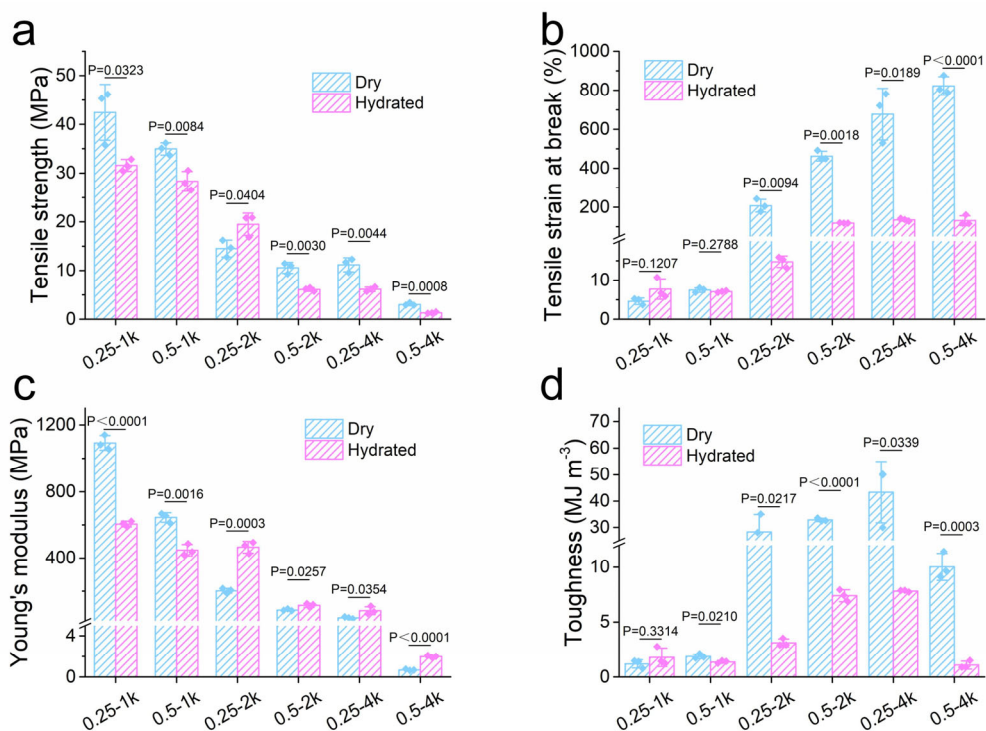 a
Tensile strength (MPa)
50
40
30
20
10
0
P=0.0323
P=0.0084
P=0.0404
P=0.0030
P=0.0044
P=0.0008
Dry
Hydrated
0.25-1k
0.5-1k
0.25-2k
0.5-2k
0.25-4k
0.5-4k
b
Tensile strain at break (%)
1000
800
600
400
200
10
0
P=0.1207
P=0.2788
P=0.0094
P=0.0018
P=0.0189
P<0.0001
Dry
Hydrated
0.25-1k
0.5-1k
0.25-2k
0.5-2k
0.25-4k
0.5-4k
c
Young's modulus (MPa)
1200
800
400
4
0
P<0.0001
P=0.0016
P=0.0003
P=0.0257
P=0.0354
P<0.0001
Dry
Hydrated
0.25-1k
0.5-1k
0.25-2k
0.5-2k
0.25-4k
0.5-4k
d
Toughness (MJ m⁻³)
70
60
50
40
30
10
5
0
P=0.3314
P=0.0210
P=0.0217
P<0.0001
P=0.0339
P=0.0003
Dry
Hydrated
0.25-1k
0.5-1k
0.25-2k
0.5-2k
0.25-4k
0.5-4k